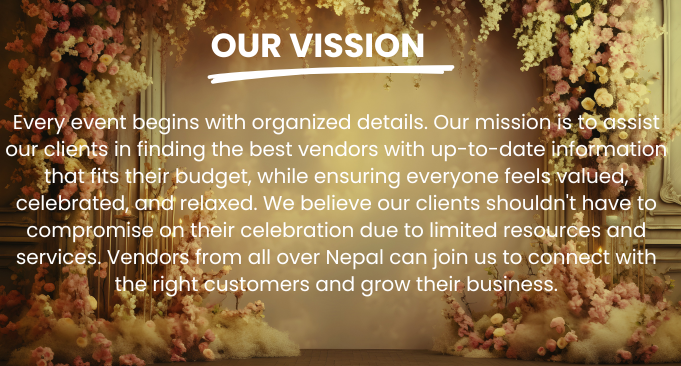 OUR VISSION
Every event begins with organized details. Our mission is to assist
our clients in finding the best vendors with up-to-date information
that fits their budget, while ensuring everyone feels valued,
celebrated, and relaxed. We believe our clients shouldn't have to
compromise on their celebration due to limited resources and
services. Vendors from all over Nepal can join us to connect with
the right customers and grow their business.